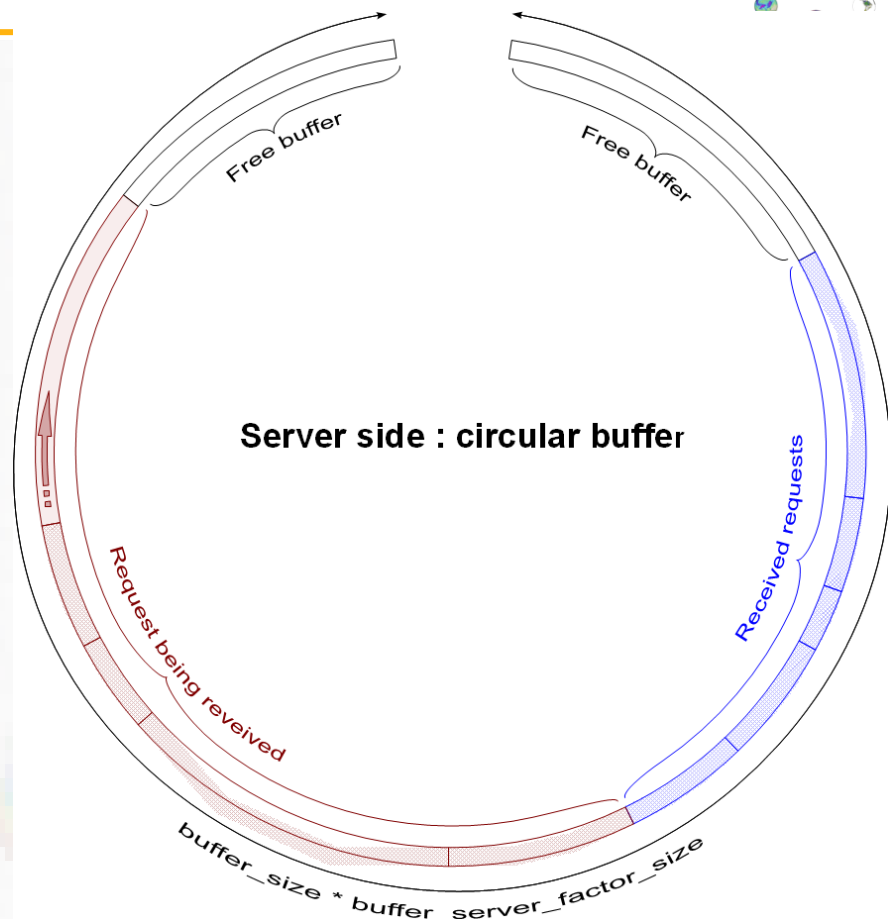 Free buffer
Free buffer
Server side : circular buffer
Received requests
Request being reveived
buffer_size * buffer_server_factor_size